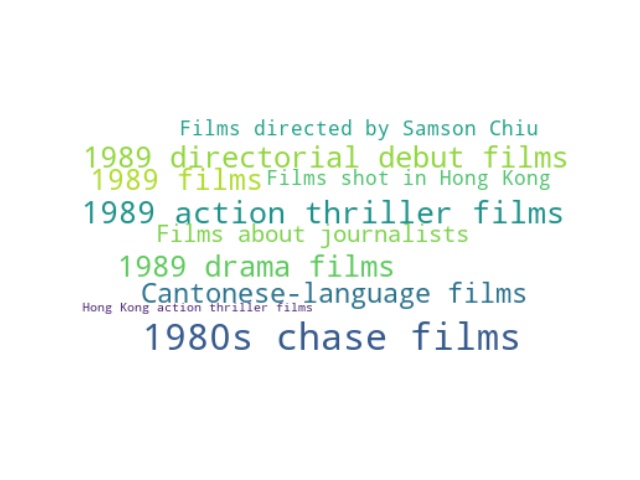 Films directed by Samson Chiu
1989 directorial debut films
1989 films
Films shot in Hong Kong
1989 action thriller films
Films about journalists
1989 drama films
Cantonese-language films
Hong Kong action thriller films
1980s chase films